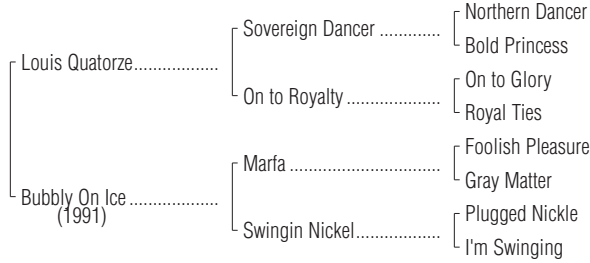 Northern Dancer
Sovereign Dancer .............
Bold Princess
Louis Quatorze..................
On to Glory
On to Royalty ....................
Royal Ties
Foolish Pleasure
Marfa ................................
Gray Matter
Bubbly On Ice ...................
(1991)
Plugged Nickle
Swingin Nickel..................
I'm Swinging